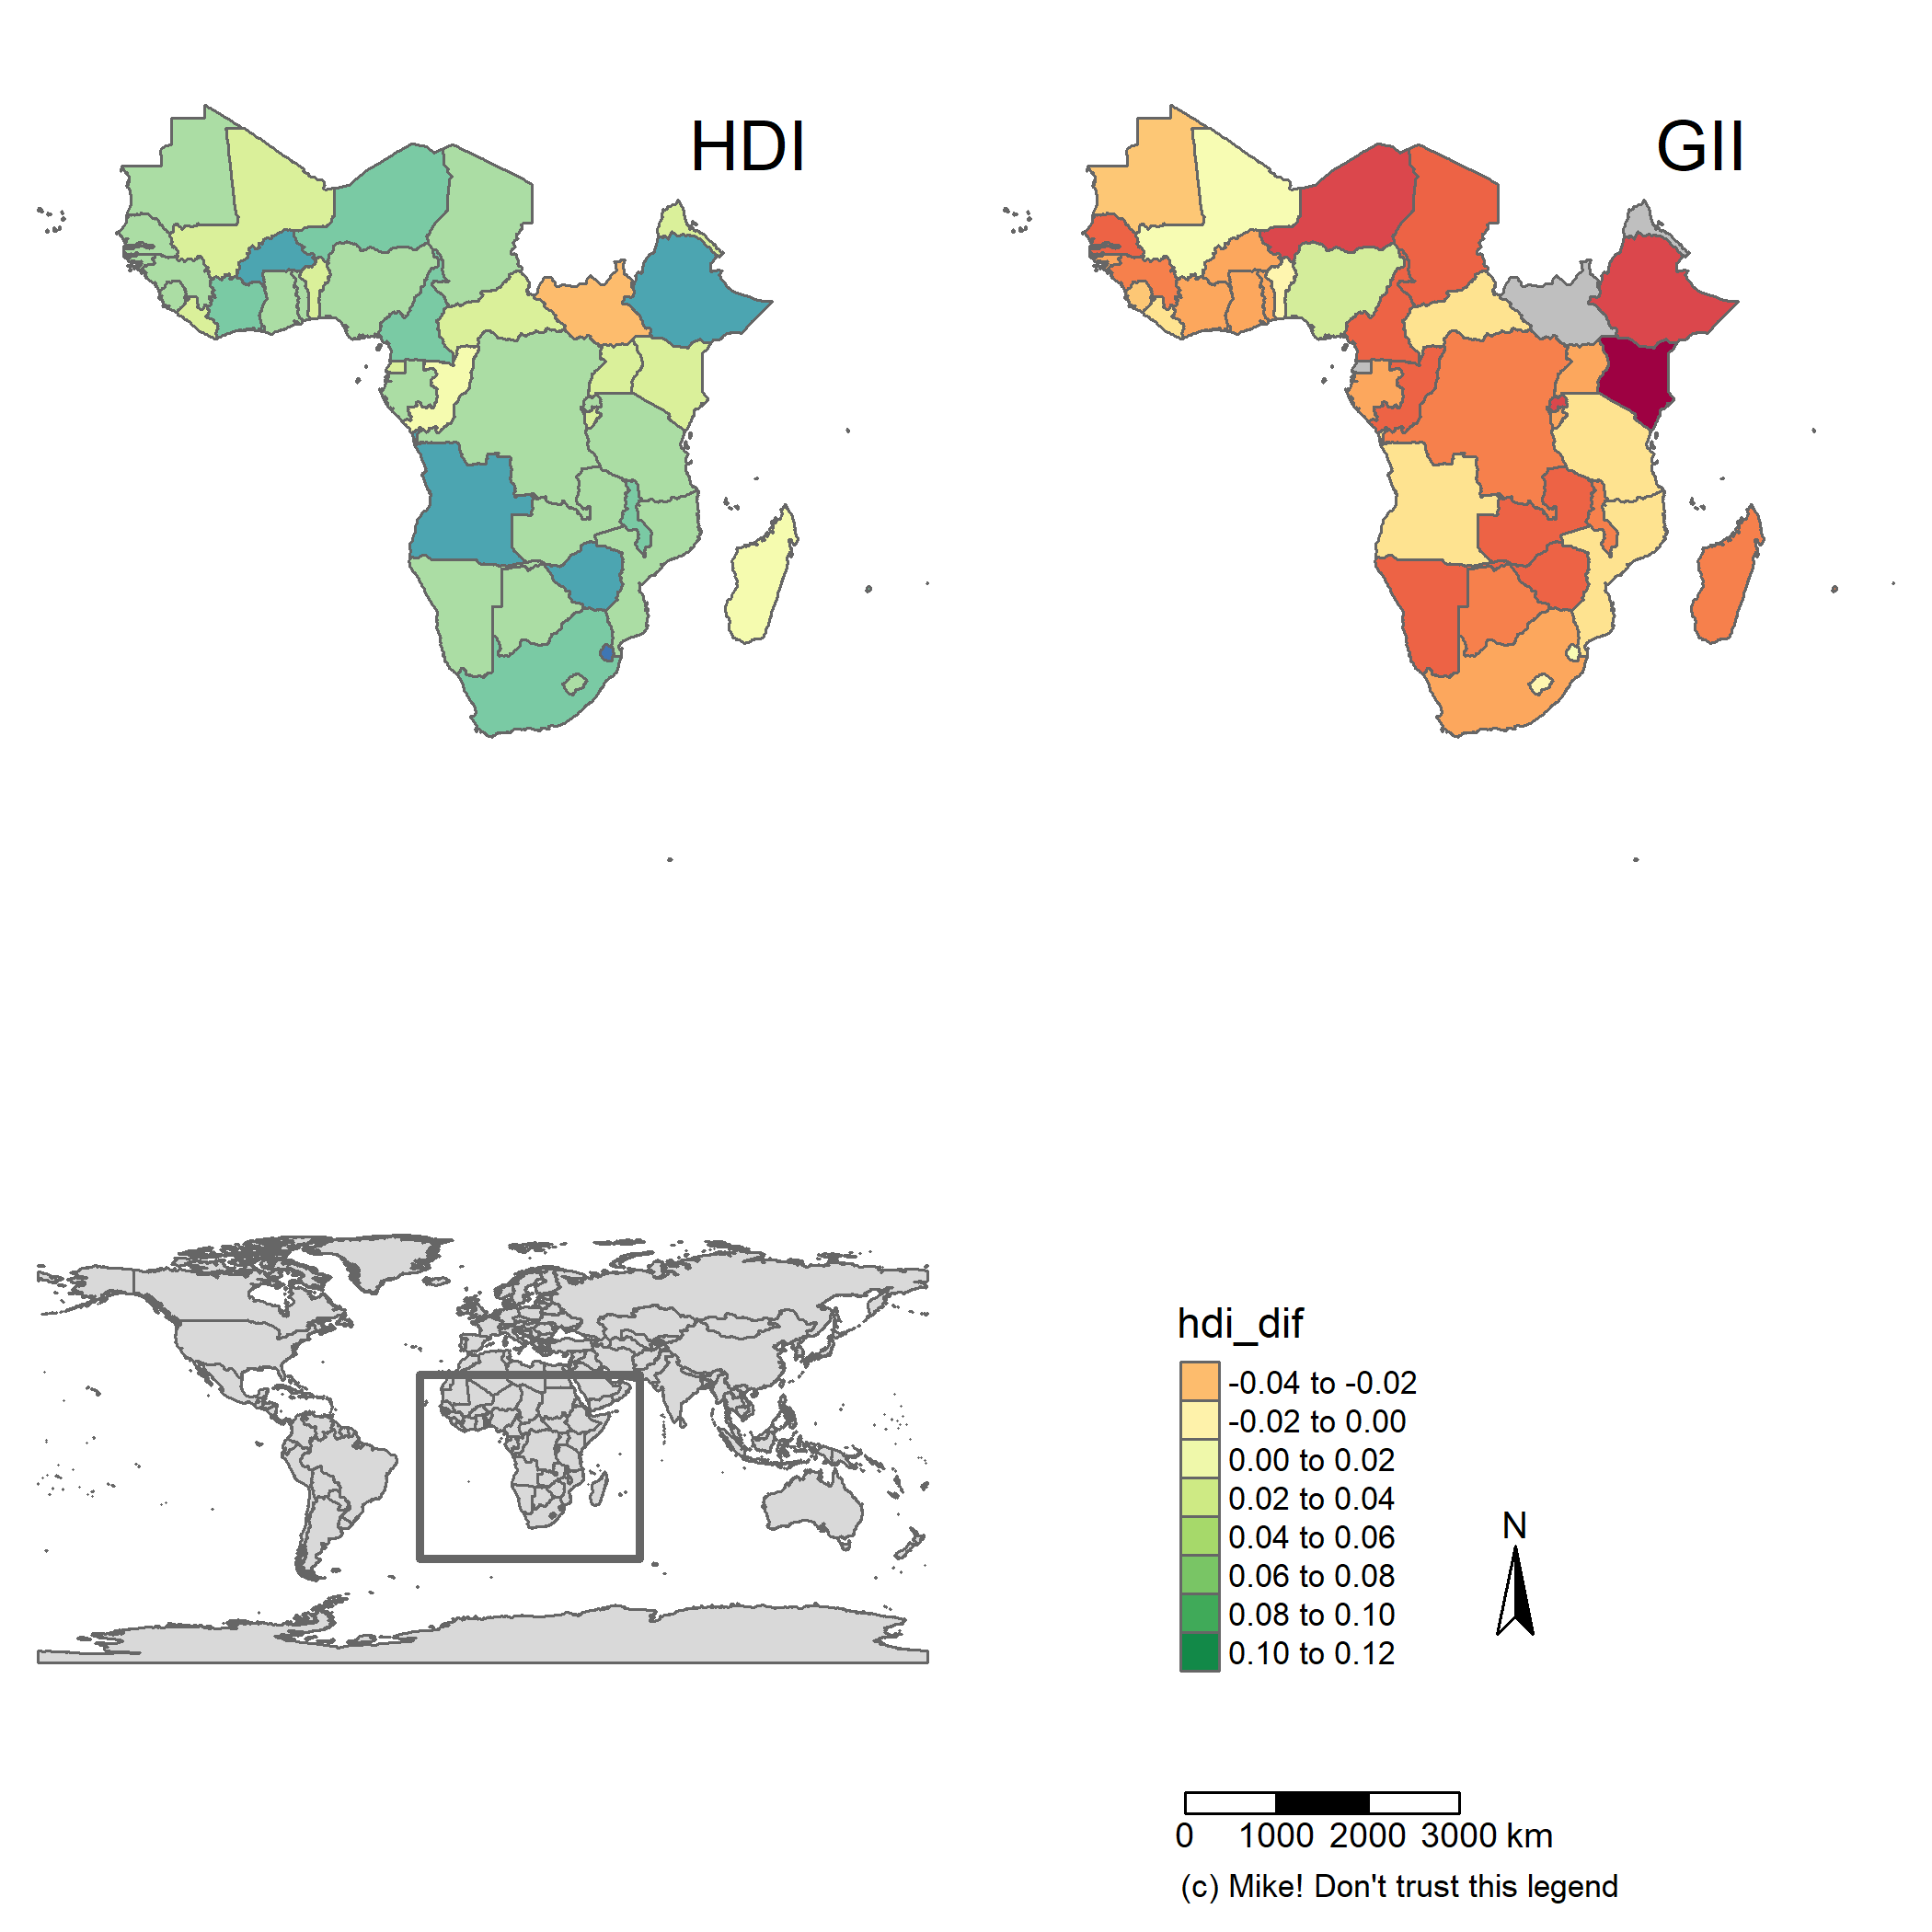 HDI
GII
hdi_dif
-0.04 to -0.02
-0.02 to 0.00
0.00 to 0.02
0.02 to 0.04
0.04 to 0.06
0.06 to 0.08
0.08 to 0.10
0.10 to 0.12
N
0 1000 2000 3000 km
(c) Mike! Don't trust this legend